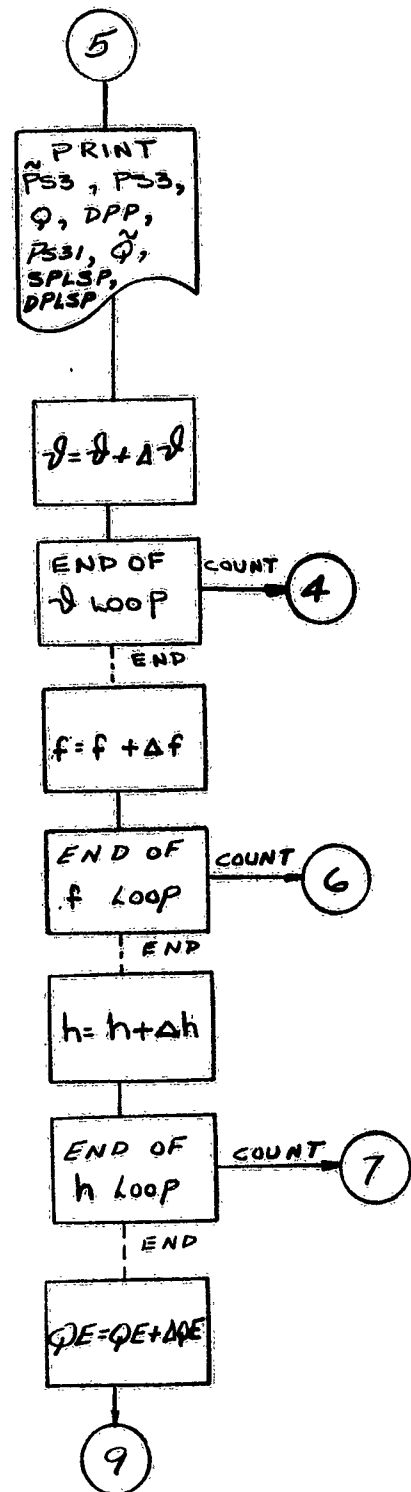 5
PRINT
P̃S3, PS3,
Q, DPP,
PS31, Q̃,
SPLSP,
DPLSP
ϑ=ϑ+Δϑ
END OF
ϑ LOOP
COUNT
4
END
f=f+Δf
END OF
f LOOP
COUNT
6
END
h=h+Δh
END OF
h LOOP
COUNT
7
END
QE=QE+ΔQE
9